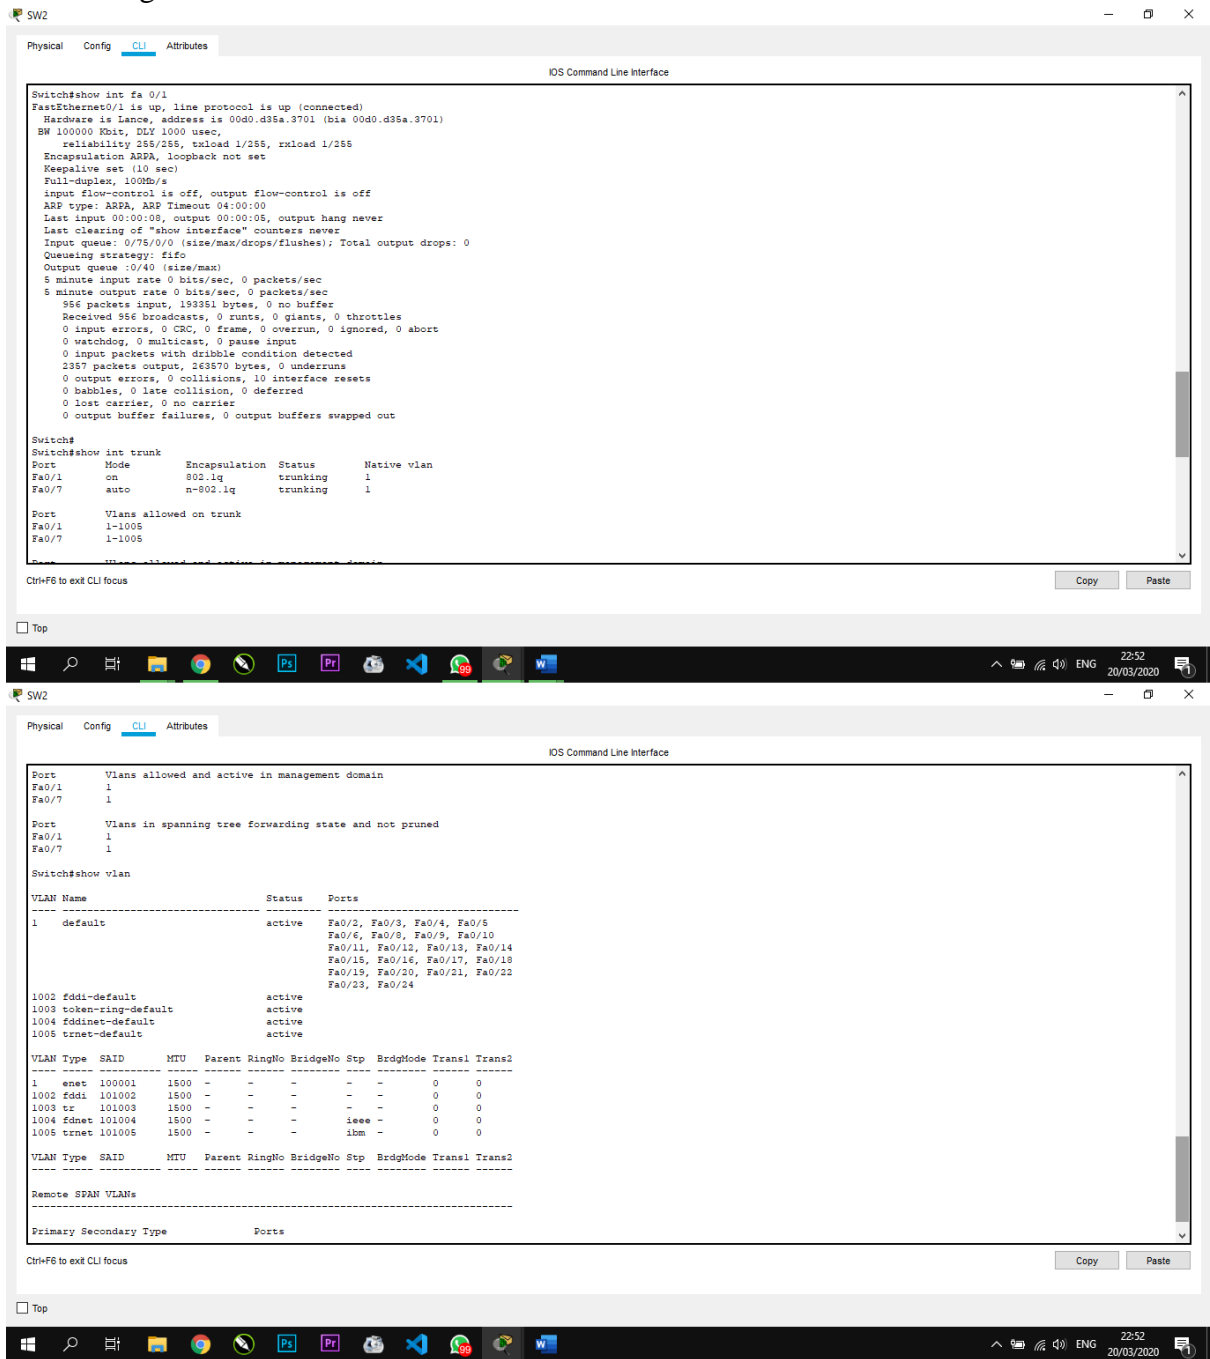 SW2
Physical Config CLI Attributes
IOS Command Line Interface
Switch#show int fa 0/1
FastEthernet0/1 is up, line protocol is up (connected)
Hardware is Lance, address is 00d0.d35a.3701 (bia 00d0.d35a.3701)
BW 100000 Kbit, DLY 1000 usec,
reliability 255/255, txload 1/255, rxload 1/255
Encapsulation ARPA, loopback not set
Keepalive set (10 sec)
Full-duplex, 100Mb/s
input flow-control is off, output flow-control is off
ARP type: ARPA, ARP Timeout 04:00:00
Last input 00:00:08, output 00:00:05, output hang never
Last clearing of "show interface" counters never
Input queue: 0/75/0/0 (size/max/drops/flushes); Total output drops: 0
Queueing strategy: fifo
Output queue :0/40 (size/max)
5 minute input rate 0 bits/sec, 0 packets/sec
5 minute output rate 0 bits/sec, 0 packets/sec
956 packets input, 193351 bytes, 0 no buffer
Received 956 broadcasts, 0 runts, 0 giants, 0 throttles
0 input errors, 0 CRC, 0 frame, 0 overrun, 0 ignored, 0 abort
0 watchdog, 0 multicast, 0 pause input
0 input packets with dribble condition detected
2357 packets output, 263570 bytes, 0 underruns
0 output errors, 0 collisions, 10 interface resets
0 babbles, 0 late collision, 0 deferred
0 lost carrier, 0 no carrier
0 output buffer failures, 0 output buffers swapped out
Switch#
Switch#show int trunk
Port Mode Encapsulation Status Native vlan
Fa0/1 on 802.1q trunking 1
Fa0/7 auto n-802.1q trunking 1
Port Vlans allowed on trunk
Fa0/1 1-1005
Fa0/7 1-1005
Port Vlans allowed and active in management domain
Ctrl+F6 to exit CLI focus Copy Paste
Top
Ps Pr 99 W ENG 22:52
20/03/2020 1
SW2
Physical Config CLI Attributes
IOS Command Line Interface
Port Vlans allowed and active in management domain
Fa0/1 1
Fa0/7 1
Port Vlans in spanning tree forwarding state and not pruned
Fa0/1 1
Fa0/7 1
Switch#show vlan
VLAN Name Status Ports
---- -------------------------------- --------- -------------------------------
1 default active Fa0/2, Fa0/3, Fa0/4, Fa0/5
Fa0/6, Fa0/8, Fa0/9, Fa0/10
Fa0/11, Fa0/12, Fa0/13, Fa0/14
Fa0/15, Fa0/16, Fa0/17, Fa0/18
Fa0/19, Fa0/20, Fa0/21, Fa0/22
Fa0/23, Fa0/24
1002 fddi-default active
1003 token-ring-default active
1004 fddinet-default active
1005 trnet-default active
VLAN Type SAID MTU Parent RingNo BridgeNo Stp BrdgMode Trans1 Trans2
---- ----- ---------- ----- ------ ------ -------- ---- -------- ------ ------
1 enet 100001 1500 - - - - - 0 0
1002 fddi 101002 1500 - - - - - 0 0
1003 tr 101003 1500 - - - - - 0 0
1004 fdnet 101004 1500 - - - ieee - 0 0
1005 trnet 101005 1500 - - - ibm - 0 0
VLAN Type SAID MTU Parent RingNo BridgeNo Stp BrdgMode Trans1 Trans2
---- ----- ---------- ----- ------ ------ -------- ---- -------- ------ ------
Remote SPAN VLANs
------------------------------------------------------------------------------
Primary Secondary Type Ports
Ctrl+F6 to exit CLI focus Copy Paste
Top
Ps Pr 99 W ENG 22:52
20/03/2020 1